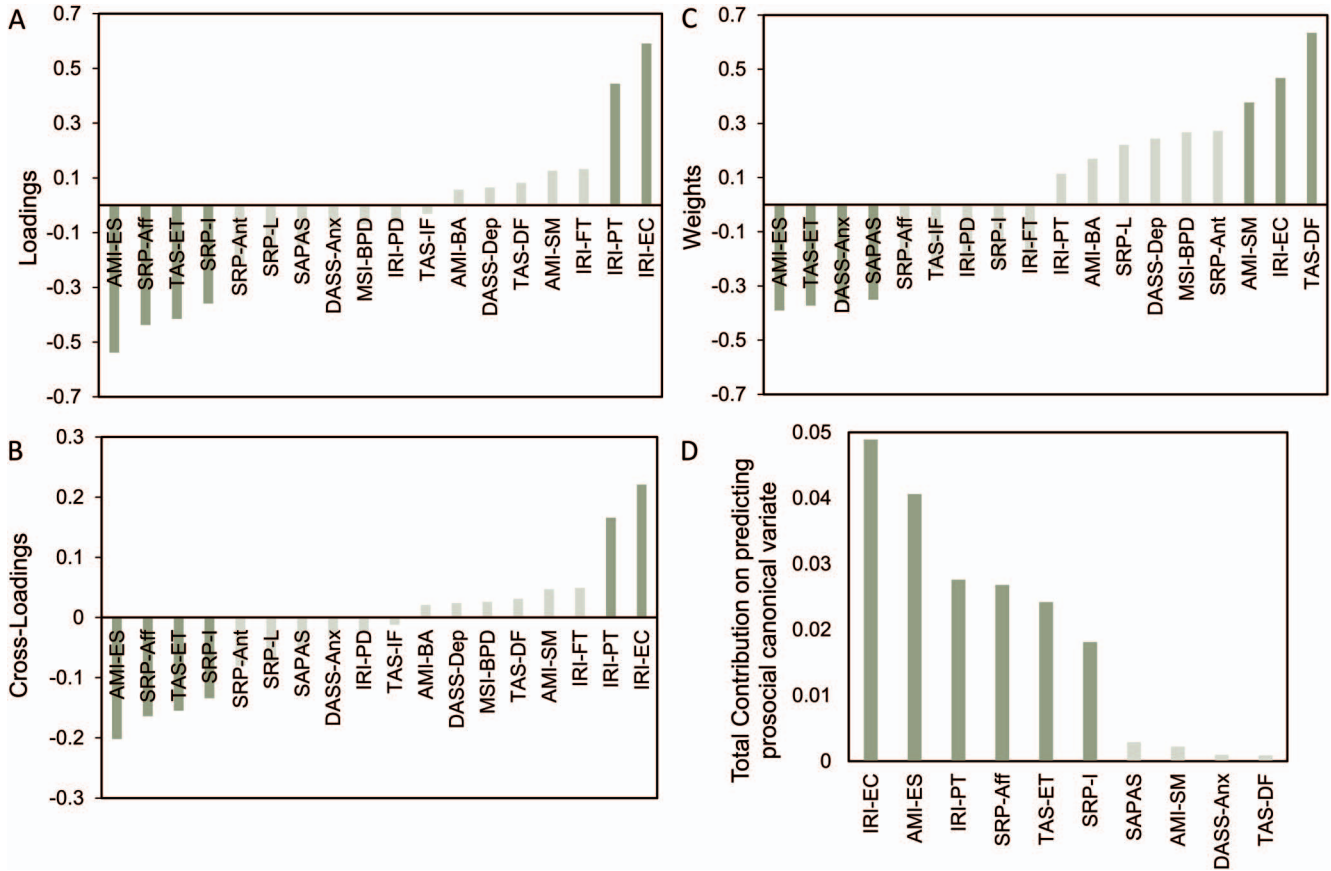 A
0.7
0.5
0.3
0.1
-0.1
-0.3
-0.5
-0.7
Loadings
AMI-ES
SRP-Aff
TAS-ET
SRP-I
SRP-Ant
SRP-L
SAPAS
DASS-Anx
MSI-BPD
IRI-PD
TAS-IF
AMI-BA
DASS-Dep
TAS-DF
AMI-SM
IRI-FT
IRI-PT
IRI-EC
C
0.7
0.5
0.3
0.1
-0.1
-0.3
-0.5
-0.7
Weights
AMI-ES
TAS-ET
DASS-Anx
SAPAS
SRP-Aff
TAS-IF
IRI-PD
SRP-I
IRI-FT
IRI-PT
AMI-BA
SRP-L
DASS-Dep
MSI-BPD
SRP-Ant
AMI-SM
IRI-EC
TAS-DF
B
0.3
0.2
0.1
0
-0.1
-0.2
-0.3
Cross-Loadings
AMI-ES
SRP-Aff
TAS-ET
SRP-I
SRP-Ant
SRP-L
SAPAS
DASS-Anx
IRI-PD
TAS-IF
AMI-BA
DASS-Dep
MSI-BPD
TAS-DF
AMI-SM
IRI-FT
IRI-PT
IRI-EC
D
0.05
0.04
0.03
0.02
0.01
0
Total Contribution on predicting
prosocial canonical variate
IRI-EC
AMI-ES
IRI-PT
SRP-Aff
TAS-ET
SRP-I
SAPAS
AMI-SM
DASS-Anx
TAS-DF